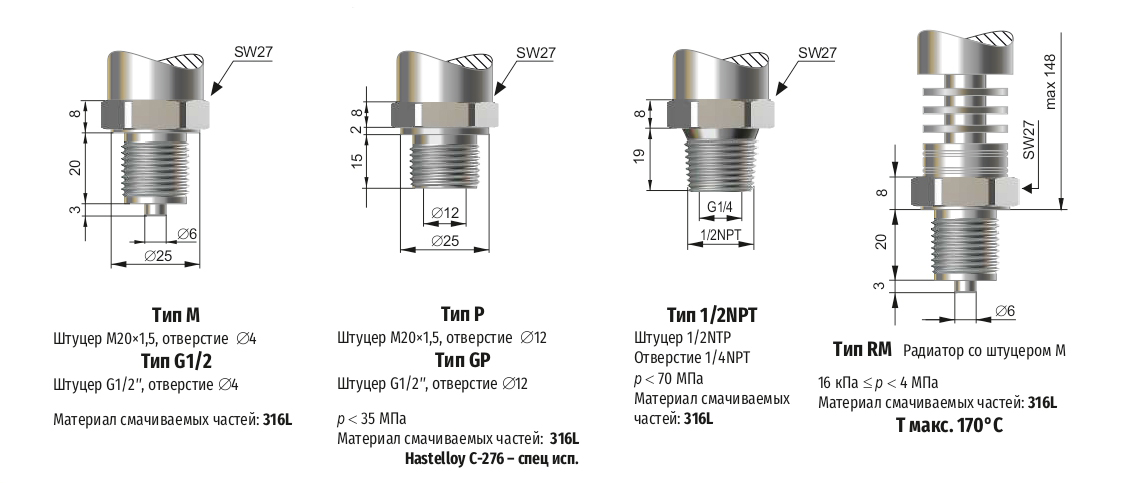 SW27
8
20
3
∅6
∅25
Тип M
Штуцер M20×1,5, отверстие ∅4
Тип G1/2
Штуцер G1/2", отверстие ∅4
Материал смачиваемых частей: 316L
SW27
8
2
15
∅12
∅25
Тип P
Штуцер M20×1,5, отверстие ∅12
Тип GP
Штуцер G1/2", отверстие ∅12
p < 35 МПа
Материал смачиваемых частей: 316L
Hastelloy C-276 – спец исп.
SW27
8
19
G1/4
1/2NPT
Тип 1/2NPT
Штуцер 1/2NTP
Отверстие 1/4NPT
p < 70 МПа
Материал смачиваемых
частей: 316L
max 148
SW27
8
20
3
∅6
Тип RM Радиатор со штуцером М
16 кПа ≤ p < 4 МПа
Материал смачиваемых частей: 316L
T макс. 170°C